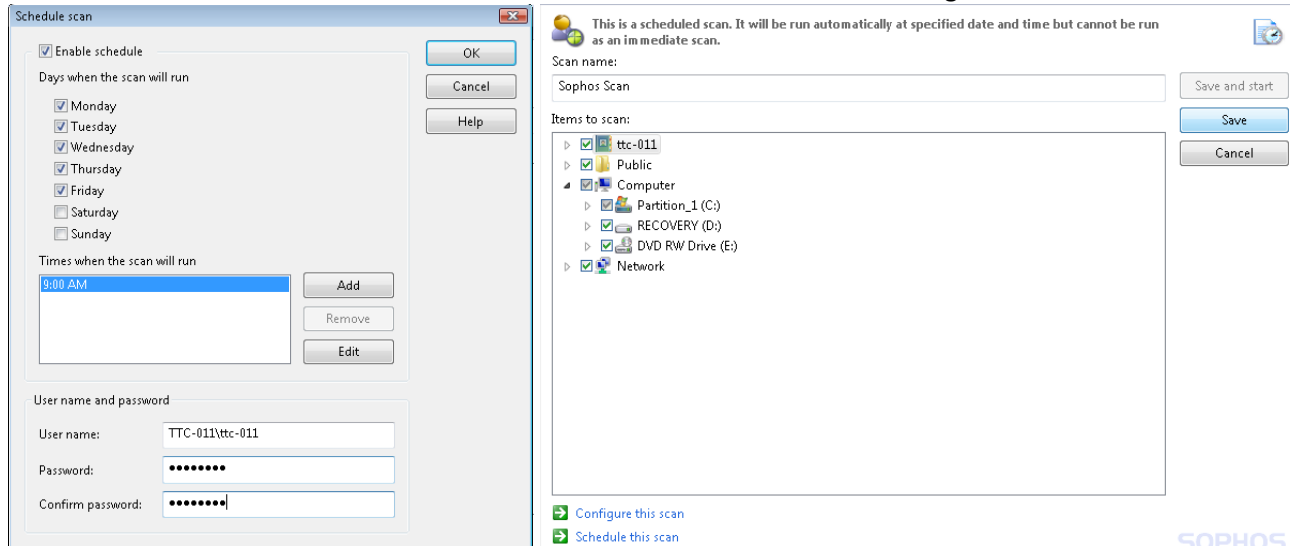 Schedule scan
Enable schedule
OK
Days when the scan will run
Cancel
Monday
Help
Tuesday
Wednesday
Thursday
Friday
Saturday
Sunday
Times when the scan will run
9:00 AM
Add
Remove
Edit
User name and password
User name:
TTC-011\ttc-011
Password:
••••••••
Confirm password:
••••••••
This is a scheduled scan. It will be run automatically at specified date and time but cannot be run
as an immediate scan.
Scan name:
Sophos Scan
Save and start
Items to scan:
Save
ttc-011
Cancel
Public
Computer
Partition_1 (C:)
RECOVERY (D:)
DVD RW Drive (E:)
Network
Configure this scan
Schedule this scan
SOPHOS